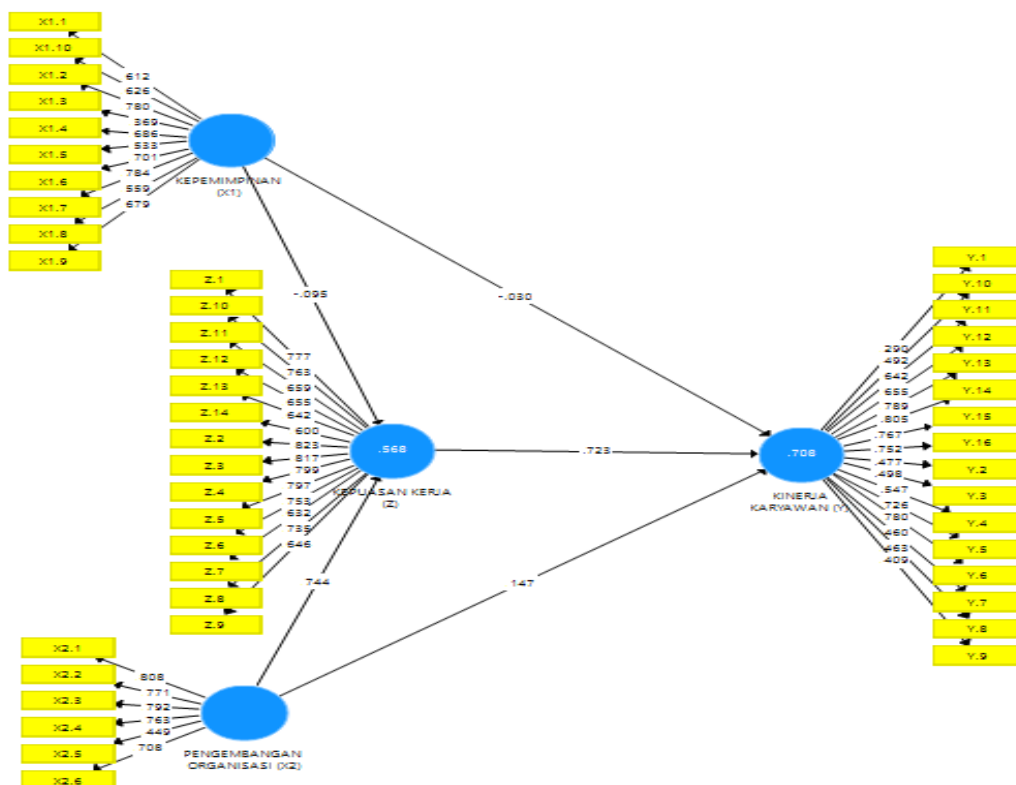 X1.1
X1.10
X1.2
X1.3
X1.4
X1.5
X1.6
X1.7
X1.8
X1.9
612
626
780
369
686
533
701
784
559
679
KEPEMIMPINAN
(X1)
-.095
-.030
Z.1
Z.10
Z.11
Z.12
Z.13
Z.14
Z.2
Z.3
Z.4
Z.5
Z.6
Z.7
Z.8
Z.9
777
763
659
655
642
600
823
817
799
797
753
632
735
646
.568
KEPUASAN KERJA
(Z)
.723
744
147
X2.1
X2.2
X2.3
X2.4
X2.5
X2.6
808
771
792
763
449
708
PENGEMBANGAN
ORGANISASI (X2)
.708
KINERJA
KARYAWAN (Y)
290
.492
642
655
789
.805
.767
.752
.477
.498
.547
.726
780
460
463
409
Y.1
Y.10
Y.11
Y.12
Y.13
Y.14
Y.15
Y.16
Y.2
Y.3
Y.4
Y.5
Y.6
Y.7
Y.8
Y.9